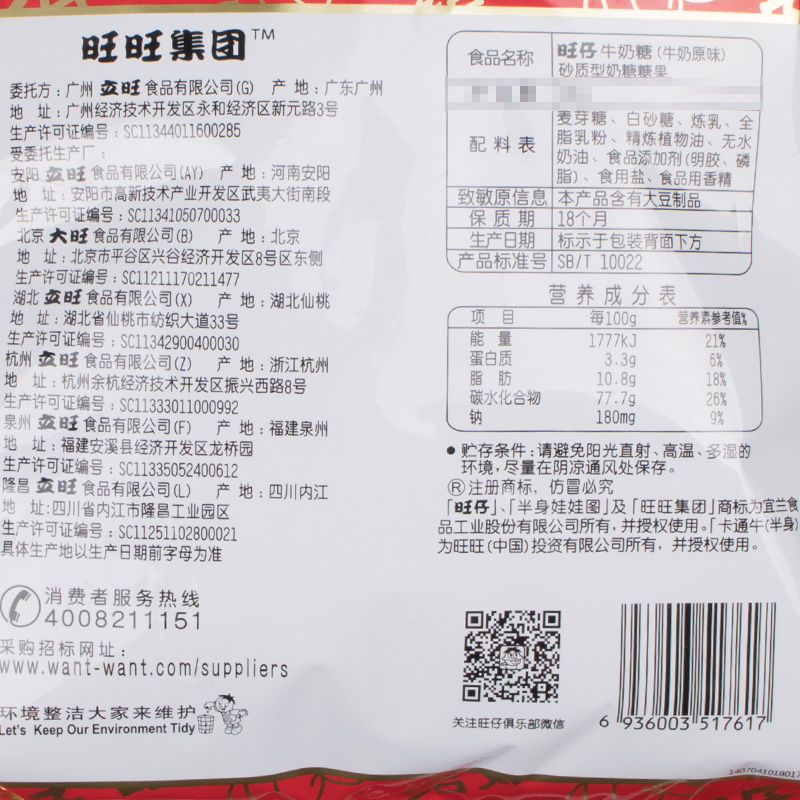 旺旺集团™
委托方：广州立旺食品有限公司(G) 产 地：广东广州
地 址：广州经济技术开发区永和经济区新元路3号
生产许可证编号：SC11344011600285
受委托生产厂：
安阳立旺食品有限公司(AY) 产 地：河南安阳
地 址：安阳市高新技术产业开发区武夷大街南段
生产许可证编号：SC11341050700033
北京大旺食品有限公司(B) 产 地：北京
地 址：北京市平谷区兴谷经济开发区8号区东侧
生产许可证编号：SC11211170211477
湖北立旺食品有限公司(X) 产 地：湖北仙桃
地 址：湖北省仙桃市纺织大道33号
生产许可证编号：SC11342900400030
杭州立旺食品有限公司(Z) 产 地：浙江杭州
地 址：杭州余杭经济技术开发区振兴西路8号
生产许可证编号：SC11333011000992
泉州立旺食品有限公司(F) 产 地：福建泉州
地 址：福建安溪县经济开发区龙桥园
生产许可证编号：SC11335052400612
隆昌立旺食品有限公司(L) 产 地：四川内江
地 址:四川省内江市隆昌工业园区
生产许可证编号：SC11251102800021
具体生产地以生产日期前字母为准
消费者服务热线
4008211151
采购招标网址：
www.want-want.com/suppliers
环境整洁大家来维护
Let's Keep Our Environment Tidy
食品名称 旺仔牛奶糖(牛奶原味)
砂质型奶糖糖果
配料表 麦芽糖、白砂糖、炼乳、全
脂乳粉、精炼植物油、无水
奶油、食品添加剂(明胶、磷
脂)、食用盐、食品用香精
致敏原信息 本产品含有大豆制品
保质期 18个月
生产日期 标示于包装背面下方
产品标准号 SB/T 10022
营养成分表
项 目 每100g 营养素参考值%
能 量 1777kJ 21%
蛋白质 3.3g 6%
脂 肪 10.8g 18%
碳水化合物 77.7g 26%
钠 180mg 9%
●贮存条件：请避免阳光直射、高温、多湿的
环境，尽量在阴凉通风处保存。
®注册商标，仿冒必究
「旺仔」、「半身娃娃图」及「旺旺集团」商标为宜兰食
品工业股份有限公司所有，并授权使用。「卡通牛(半身)
为旺旺(中国)投资有限公司所有，并授权使用。
关注旺仔俱乐部微信
6 936003 517617
1407041018017